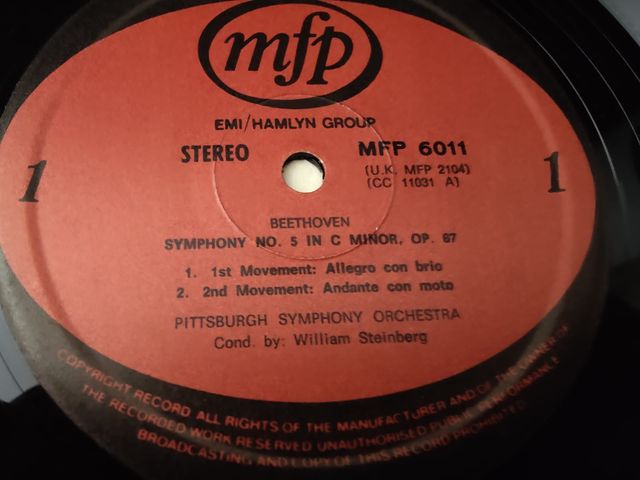 mfp
EMI/HAMLYN GROUP
STEREO
MFP 6011
(U.K. MFP 2104)
(CC 11031 A)
1
1
BEETHOVEN
SYMPHONY NO. 5 IN C MINOR, OP. 67
1. 1st Movement: Allegro con brio
2. 2nd Movement: Andante con moto
PITTSBURGH SYMPHONY ORCHESTRA
Cond. by: William Steinberg
COPYRIGHT RECORD ALL RIGHTS OF THE MANUFACTURER AND OF THE OWNER OF
THE RECORDED WORK RESERVED UNAUTHORISED PUBLIC PERFORMANCE
BROADCASTING AND COPY OF THIS RECORD PROHIBITED